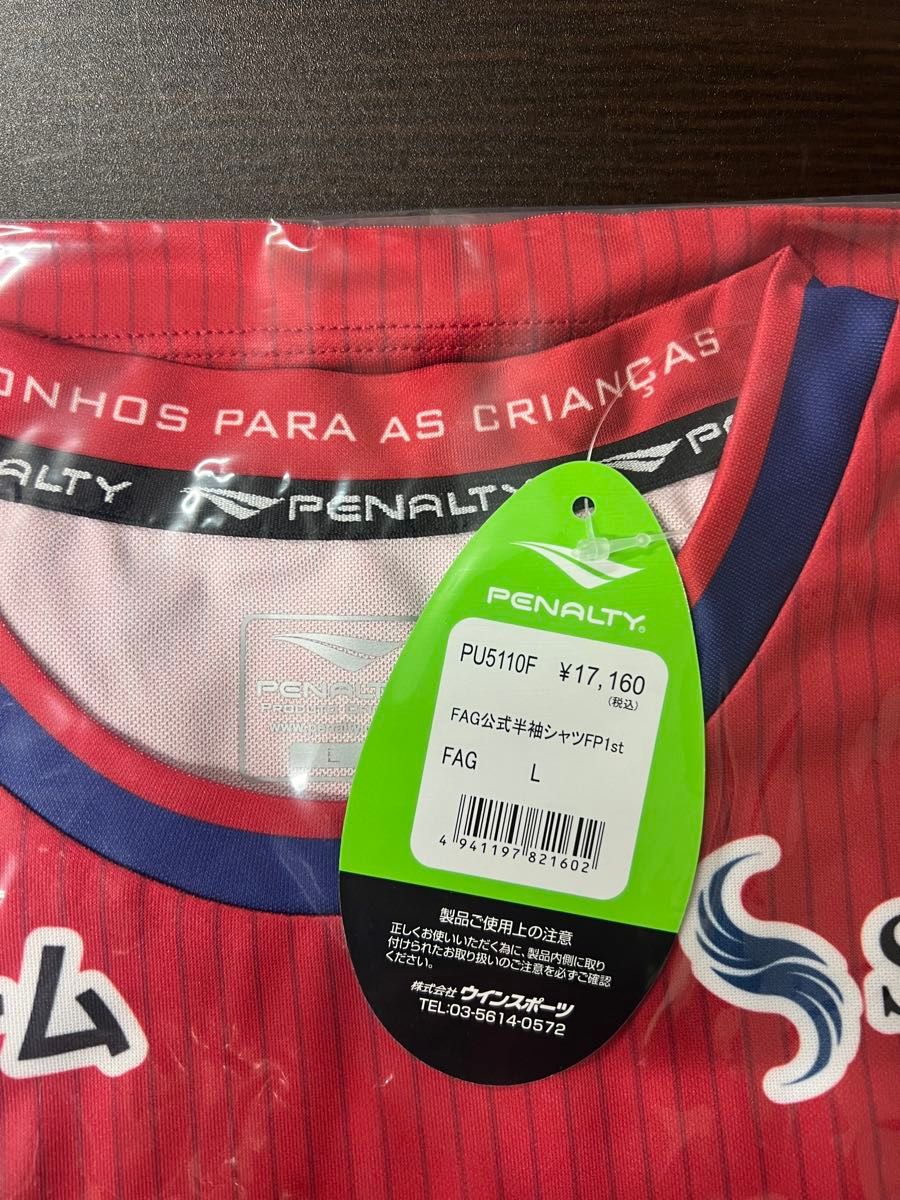 ONHOS PARA AS CRIANÇAS
ALTY PENALTY P
PENALTY
PENALTY
PU5110F ¥17,160
(税込)
FAG公式半袖シャツFP1st
FAG L
4 941197 821602
製品ご使用上の注意
正しくお使いいただく為に、製品内側に取り
付けられたお取り扱いのご注意を必ずご確認
ください。
株式会社 ウインスポーツ
TEL:03-5614-0572
L
ム
S